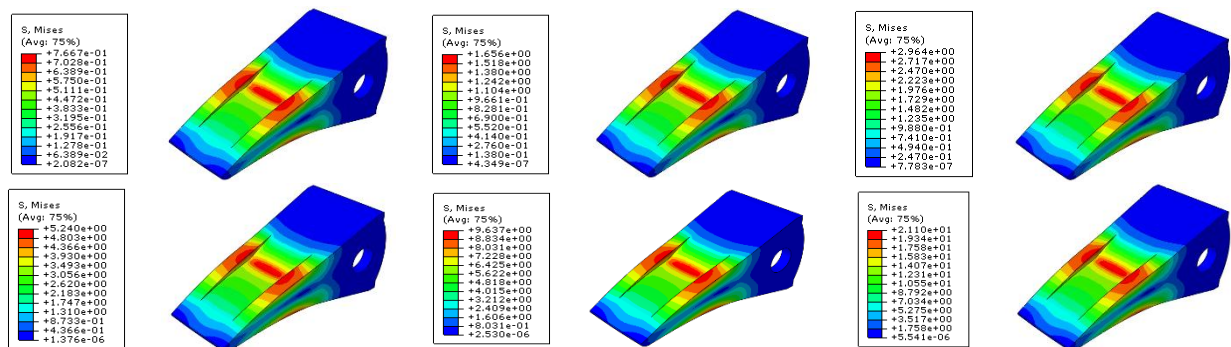 S, Mises
(Avg: 75%)
+7.667e-01
+7.028e-01
+6.389e-01
+5.750e-01
+5.111e-01
+4.472e-01
+3.833e-01
+3.195e-01
+2.556e-01
+1.917e-01
+1.278e-01
+6.389e-02
+2.082e-07
S, Mises
(Avg: 75%)
+1.656e+00
+1.518e+00
+1.380e+00
+1.242e+00
+1.104e+00
+9.661e-01
+8.281e-01
+6.900e-01
+5.520e-01
+4.140e-01
+2.760e-01
+1.380e-01
+4.349e-07
S, Mises
(Avg: 75%)
+2.964e+00
+2.717e+00
+2.470e+00
+2.223e+00
+1.976e+00
+1.729e+00
+1.482e+00
+1.235e+00
+9.880e-01
+7.410e-01
+4.940e-01
+2.470e-01
+7.783e-07
S, Mises
(Avg: 75%)
+5.240e+00
+4.803e+00
+4.366e+00
+3.930e+00
+3.493e+00
+3.056e+00
+2.620e+00
+2.183e+00
+1.747e+00
+1.310e+00
+8.733e-01
+4.366e-01
+1.376e-06
S, Mises
(Avg: 75%)
+9.637e+00
+8.834e+00
+8.031e+00
+7.228e+00
+6.425e+00
+5.622e+00
+4.818e+00
+4.015e+00
+3.212e+00
+2.409e+00
+1.606e+00
+8.031e-01
+2.530e-06
S, Mises
(Avg: 75%)
+2.110e+01
+1.934e+01
+1.758e+01
+1.583e+01
+1.407e+01
+1.231e+01
+1.055e+01
+8.792e+00
+7.034e+00
+5.275e+00
+3.517e+00
+1.758e+00
+5.541e-06